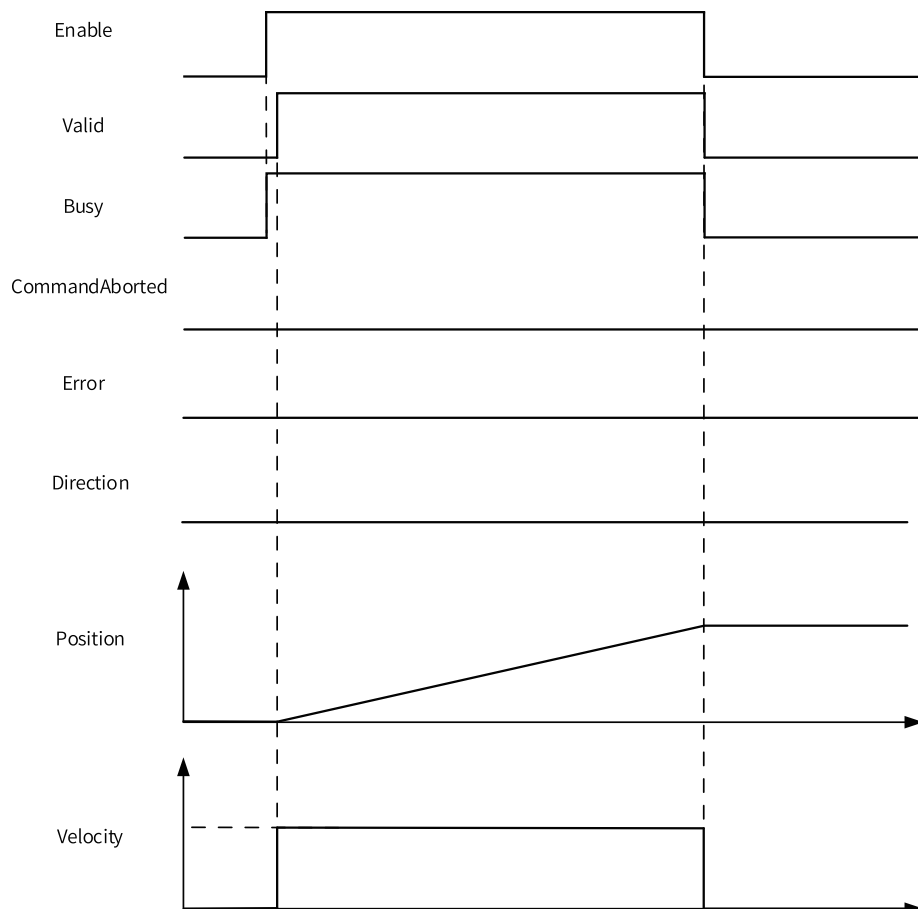 Enable
Valid
Busy
CommandAborted
Error
Direction
Position
Velocity